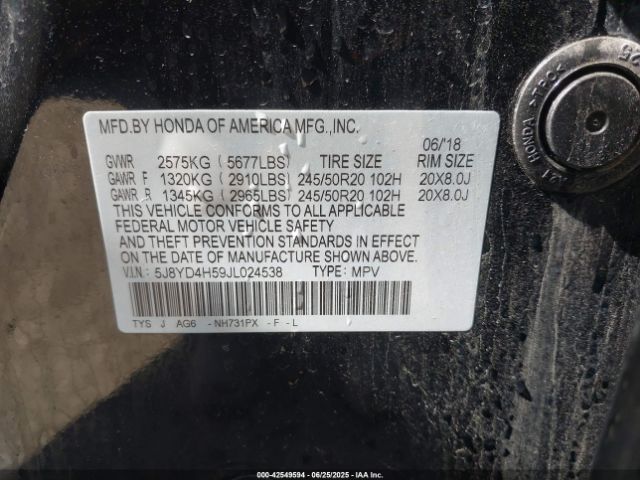 MFD.BY HONDA OF AMERICA MFG.,INC.
06/'18
GVWR 2575KG ( 5677LBS) TIRE SIZE RIM SIZE
GAWR F 1320KG ( 2910LBS) 245/50R20 102H 20X8.0J
GAWR R 1345KG ( 2965LBS) 245/50R20 102H 20X8.0J
THIS VEHICLE CONFORMS TO ALL APPLICABLE
FEDERAL MOTOR VEHICLE SAFETY
AND THEFT PREVENTION STANDARDS IN EFFECT
ON THE DATE OF MANUFACTURE SHOWN ABOVE.
V.I.N: 5J8YD4H59JL024538 TYPE: MPV
TYS J AG6 -NH731PX -F -L
HONDA
00-42549594 - 06/25/2025 - IAAI.com